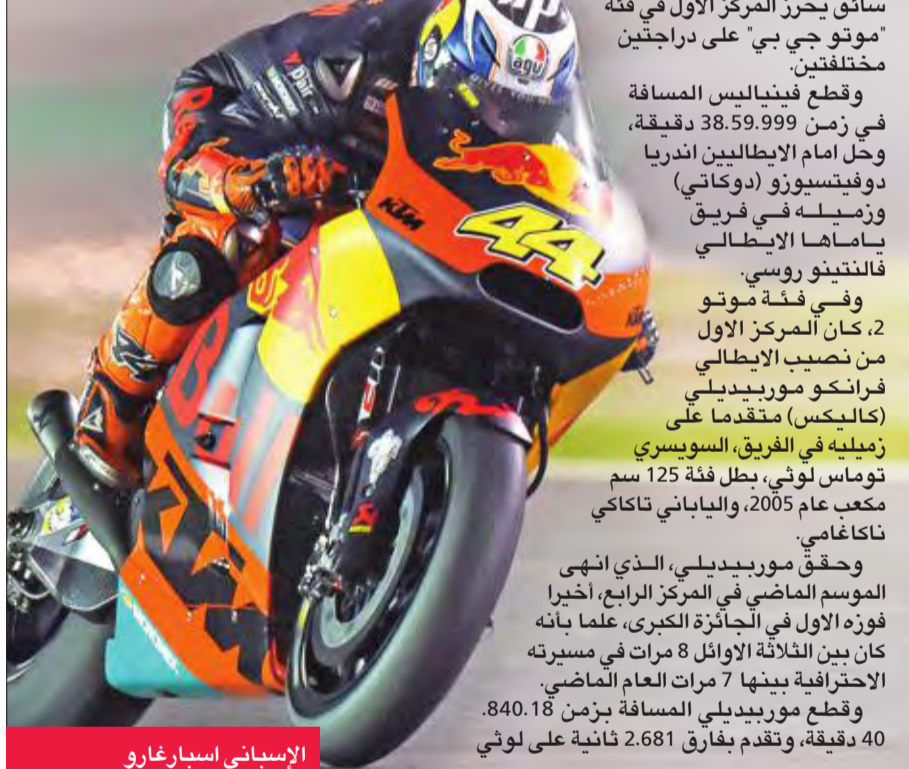 سائق يحرز المركز الاول في فئة
"موتو جي بي" على دراجتين
مختلفتين.
وقطع فينياليس المسافة
في زمن 38.59.999 دقيقة،
وحل امام الايطاليين اندريا
دوفيتسيوزو (دوكاتي)
وزميله في فريق
ياماها الايطالي
فالنتينو روسي.
وفي فئة موتو
2، كان المركز الاول
من نصيب الايطالي
فرانكو موربيديلي
(كاليكس) متقدما على
زميليه في الفريق، السويسري
توماس لوثي، بطل فئة 125 سم
مكعب عام 2005، والياباني تاكاكي
ناكاغامي.
وحقق موربيديلي، الذي انهى
الموسم الماضي في المركز الرابع، أخيرا
فوزه الاول في الجائزة الكبرى، علما بأنه
كان بين الثلاثة الاوائل 8 مرات في مسيرته
الاحترافية بينها 7 مرات العام الماضي.
وقطع موربيديلي المسافة بزمن 840.18.
40 دقيقة، وتقدم بفارق 2.681 ثانية على لوثي
الإسباني اسبارغارو
agv
D air
KTM
44